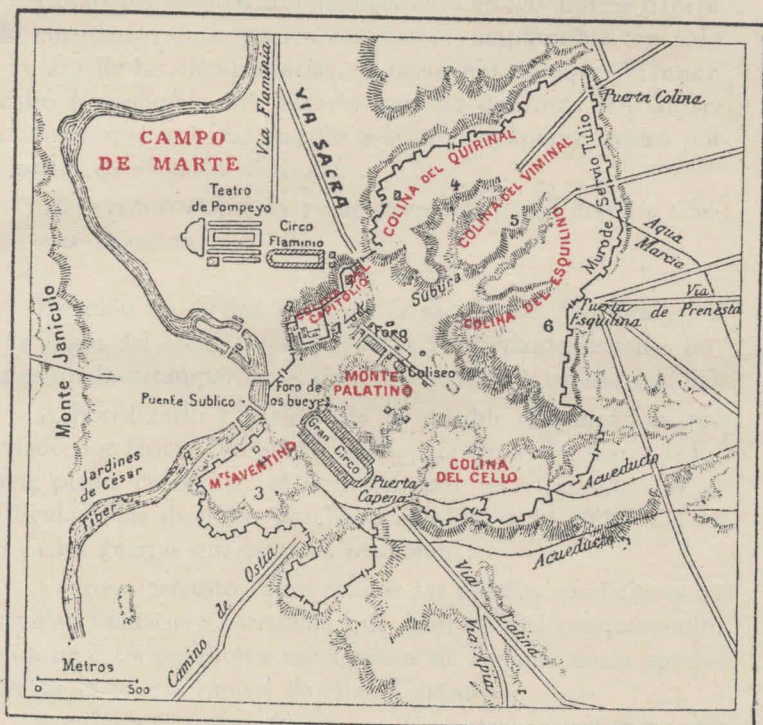 Via Flaminia
VIA SACRA
CAMPO
DE MARTE
Teatro
de Pompeyo
Circo
Flaminio
Puerta Colina
COLINA DEL QUIRINAL
4
COLINA DEL VIMINAL
5
Muro de Servio Tulio
Agua
Marcia
Subura
COLINA DEL ESQUILINO
Via
de Prenesta
Puerta
Esquilina
6
CAPITOLIO
Foro
Coliseo
MONTE
PALATINO
Monte Janiculo
Puente Sublico
Foro de
los bueyes
Gran Circo
Mte AVENTINO
3
Jardines
de César
R. Tiber
Puerta
Capena
COLINA
DEL CELLO
Acueducto
Acueducto
Camino de Ostia
Via Latina
Via Apia
Metros
0 500